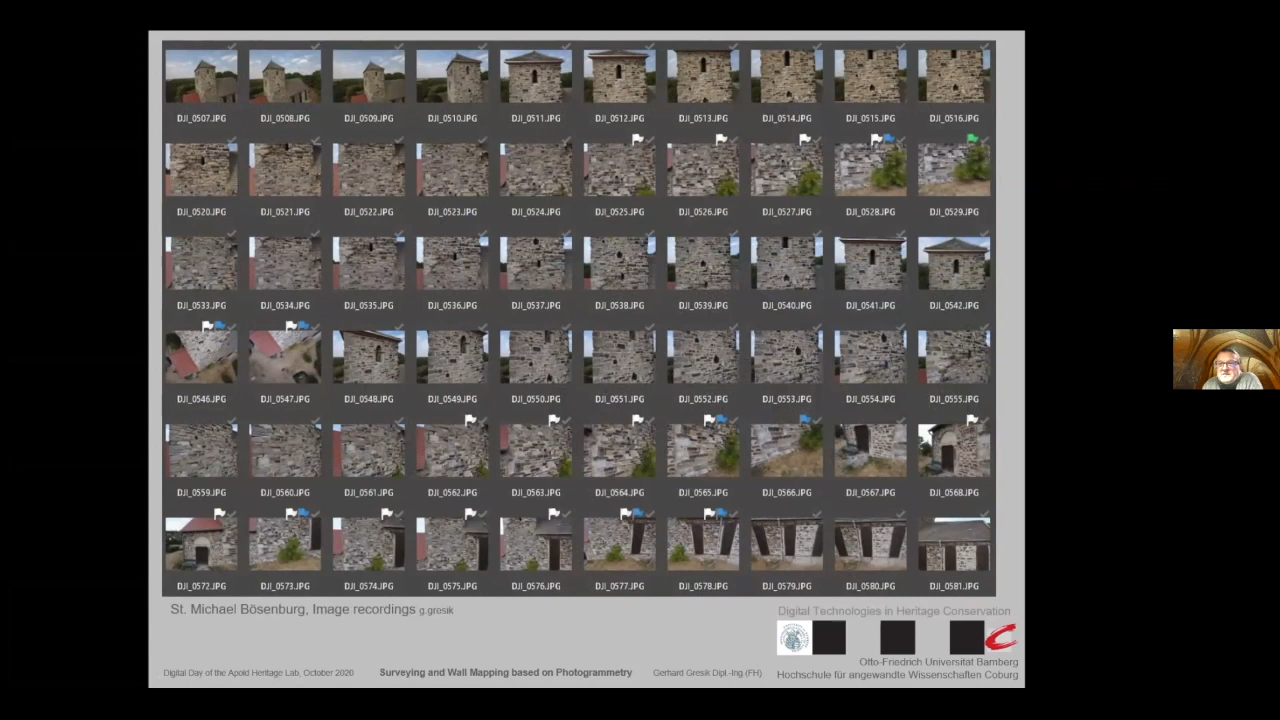 DJI_0507.JPG DJI_0508.JPG DJI_0509.JPG DJI_0510.JPG DJI_0511.JPG DJI_0512.JPG DJI_0513.JPG DJI_0514.JPG DJI_0515.JPG DJI_0516.JPG
DJI_0520.JPG DJI_0521.JPG DJI_0522.JPG DJI_0523.JPG DJI_0524.JPG DJI_0525.JPG DJI_0526.JPG DJI_0527.JPG DJI_0528.JPG DJI_0529.JPG
DJI_0533.JPG DJI_0534.JPG DJI_0535.JPG DJI_0536.JPG DJI_0537.JPG DJI_0538.JPG DJI_0539.JPG DJI_0540.JPG DJI_0541.JPG DJI_0542.JPG
DJI_0546.JPG DJI_0547.JPG DJI_0548.JPG DJI_0549.JPG DJI_0550.JPG DJI_0551.JPG DJI_0552.JPG DJI_0553.JPG DJI_0554.JPG DJI_0555.JPG
DJI_0559.JPG DJI_0560.JPG DJI_0561.JPG DJI_0562.JPG DJI_0563.JPG DJI_0564.JPG DJI_0565.JPG DJI_0566.JPG DJI_0567.JPG DJI_0568.JPG
DJI_0572.JPG DJI_0573.JPG DJI_0574.JPG DJI_0575.JPG DJI_0576.JPG DJI_0577.JPG DJI_0578.JPG DJI_0579.JPG DJI_0580.JPG DJI_0581.JPG
St. Michael Bösenburg, Image recordings g.gresik
Digital Technologies in Heritage Conservation
Otto-Friedrich Universität Bamberg
Digital Day of the Apold Heritage Lab, October 2020 Surveying and Wall Mapping based on Photogrammetry Gerhard Gresik Dipl.-Ing (FH) Hochschule für angewandte Wissenschaften Coburg